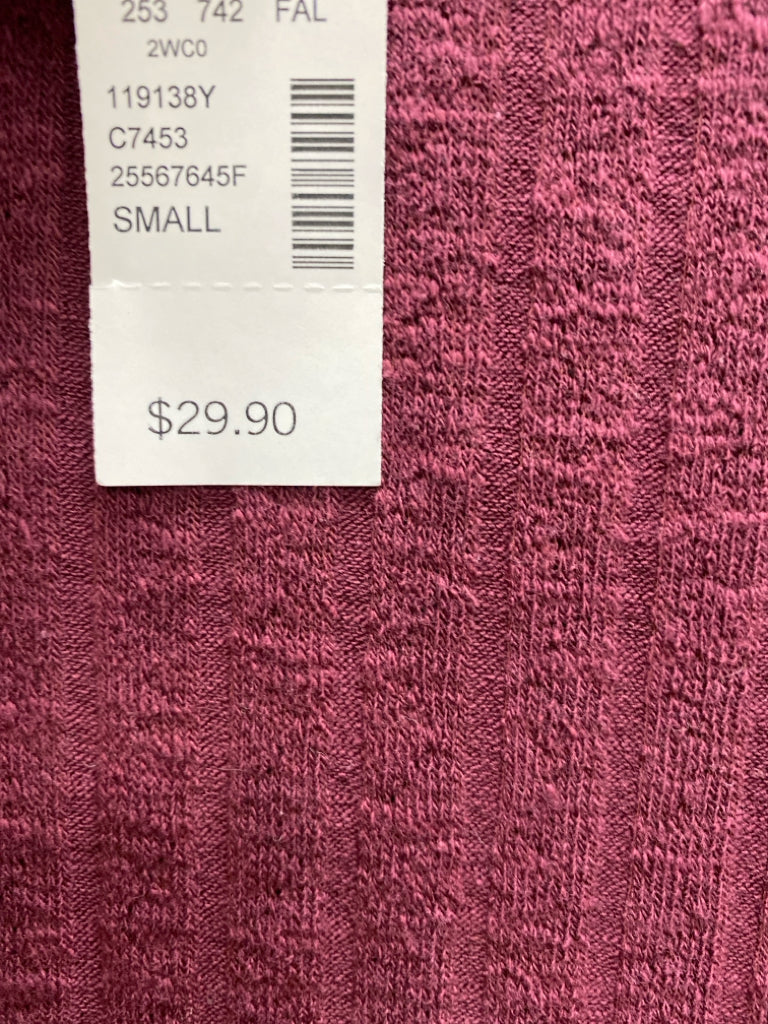 253 742 FAL
2WC0
119138Y
C7453
25567645F
SMALL
$29.90